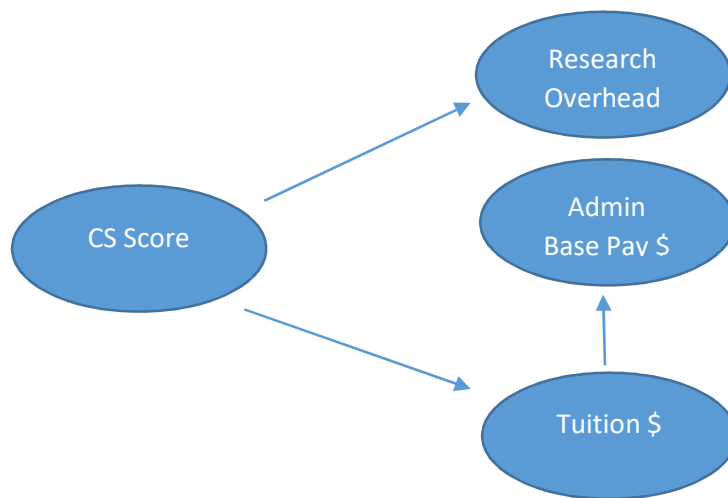 Research
Overhead
CS Score
Admin
Base Pav $
Tuition $